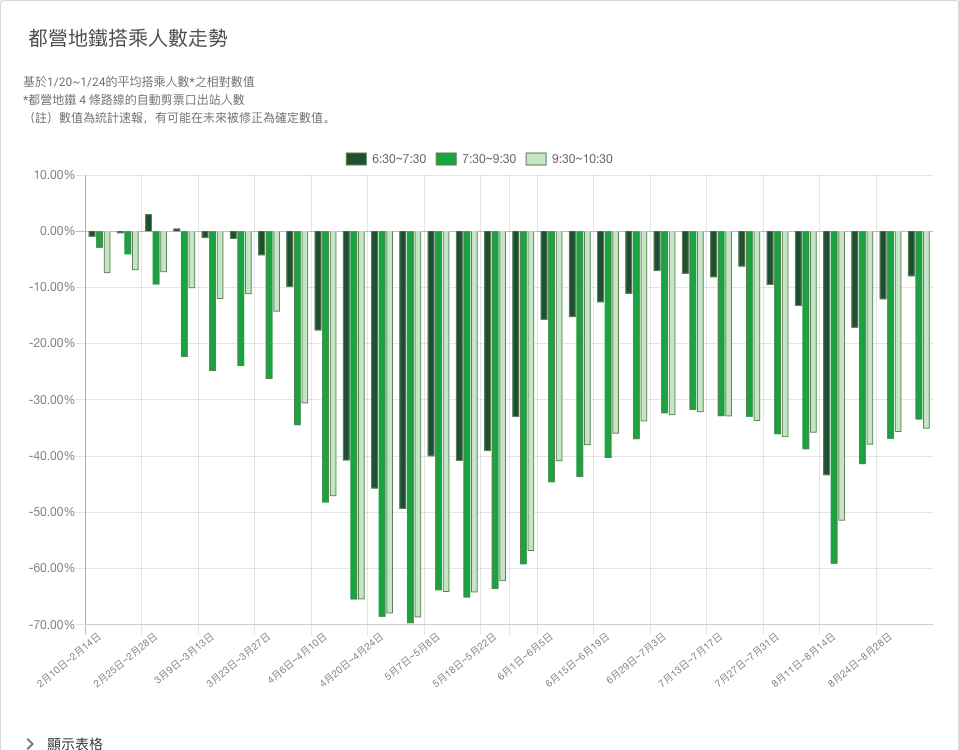 都營地鐵搭乘人數走勢
基於1/20~1/24的平均搭乘人數*之相對數值
*都營地鐵 4 條路線的自動剪票口出站人數
（註）數值為統計速報，有可能在未來被修正為確定數值。
6:30~7:30 7:30~9:30 9:30~10:30
10.00%
0.00%
-10.00%
-20.00%
-30.00%
-40.00%
-50.00%
-60.00%
-70.00%
2月10日~2月14日
2月25日~2月28日
3月9日~3月13日
3月23日~3月27日
4月6日~4月10日
4月20日~4月24日
5月7日~5月8日
5月18日~5月22日
6月1日~6月5日
6月15日~6月19日
6月29日~7月3日
7月13日~7月17日
7月27日~7月31日
8月11日~8月14日
8月24日~8月28日
顯示表格